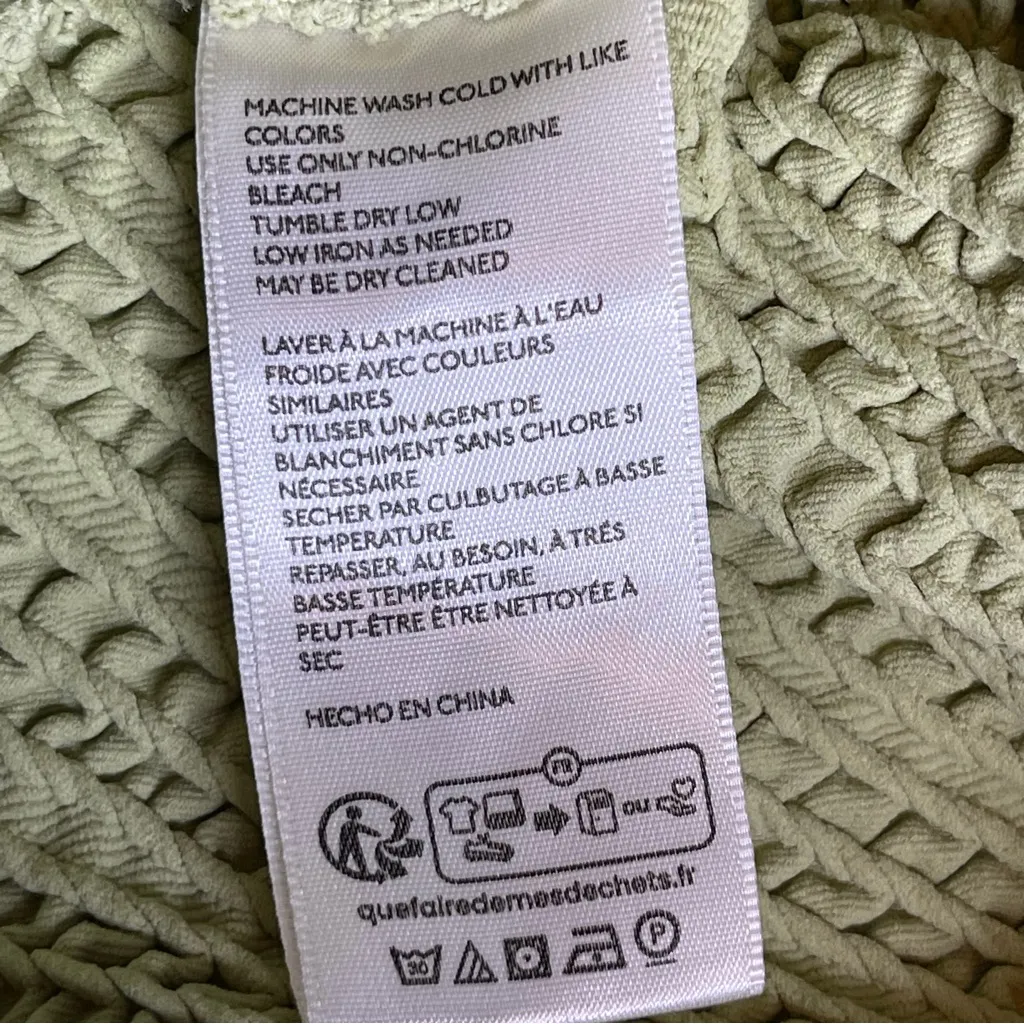 MACHINE WASH COLD WITH LIKE
COLORS
USE ONLY NON-CHLORINE
BLEACH
TUMBLE DRY LOW
LOW IRON AS NEEDED
MAY BE DRY CLEANED
LAVER À LA MACHINE À L'EAU
FROIDE AVEC COULEURS
SIMILAIRES
UTILISER UN AGENT DE
BLANCHIMENT SANS CHLORE SI
NÉCESSAIRE
SECHER PAR CULBUTAGE À BASSE
TEMPERATURE
REPASSER, AU BESOIN, À TRÉS
BASSE TEMPÉRATURE
PEUT-ÊTRE ÊTRE NETTOYÉE À
SEC
HECHO EN CHINA
FR
OU
quefairedemesdechets.fr
30
P